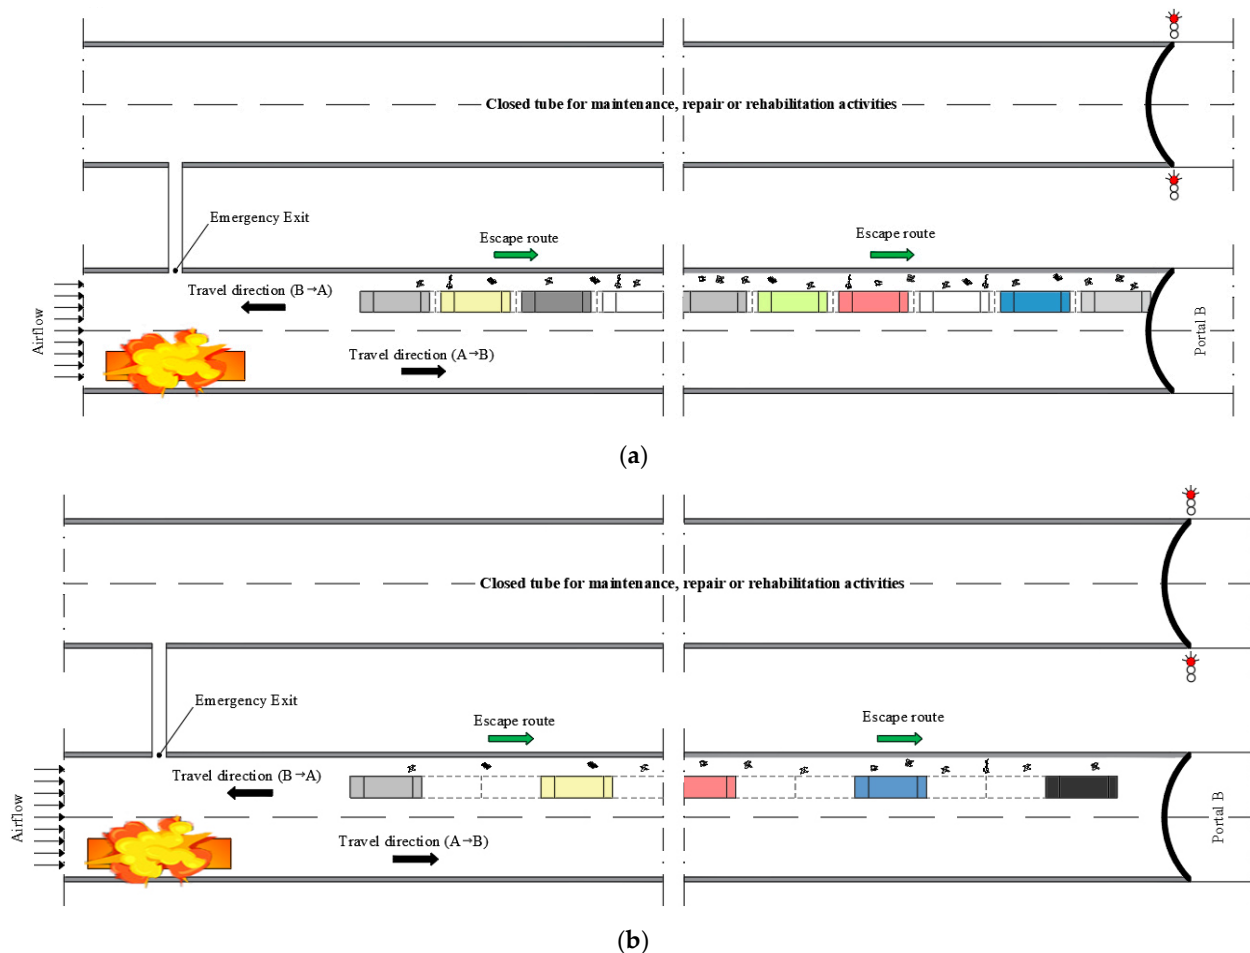 Closed tube for maintenance, repair or rehabilitation activities
Emergency Exit
Escape route
Escape route
Travel direction (B→A)
Airflow
Travel direction (A→B)
Portal B
(a)
Closed tube for maintenance, repair or rehabilitation activities
Emergency Exit
Escape route
Escape route
Travel direction (B→A)
Airflow
Travel direction (A→B)
Portal B
(b)